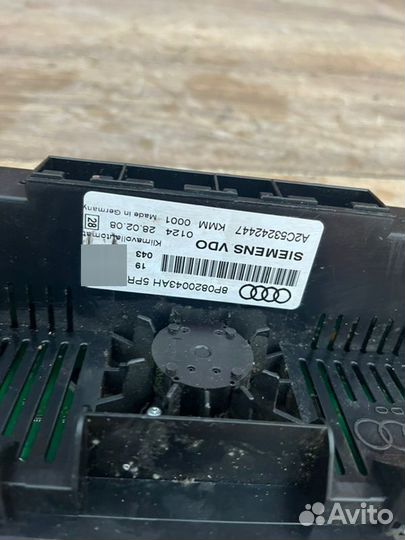 8P0820043AH 5PR
19
043
SIEMENS VDO
Klimavollautomat
A2C53242447 KMM 0001
0124 28.02.08
Made in Germany
28
Avito